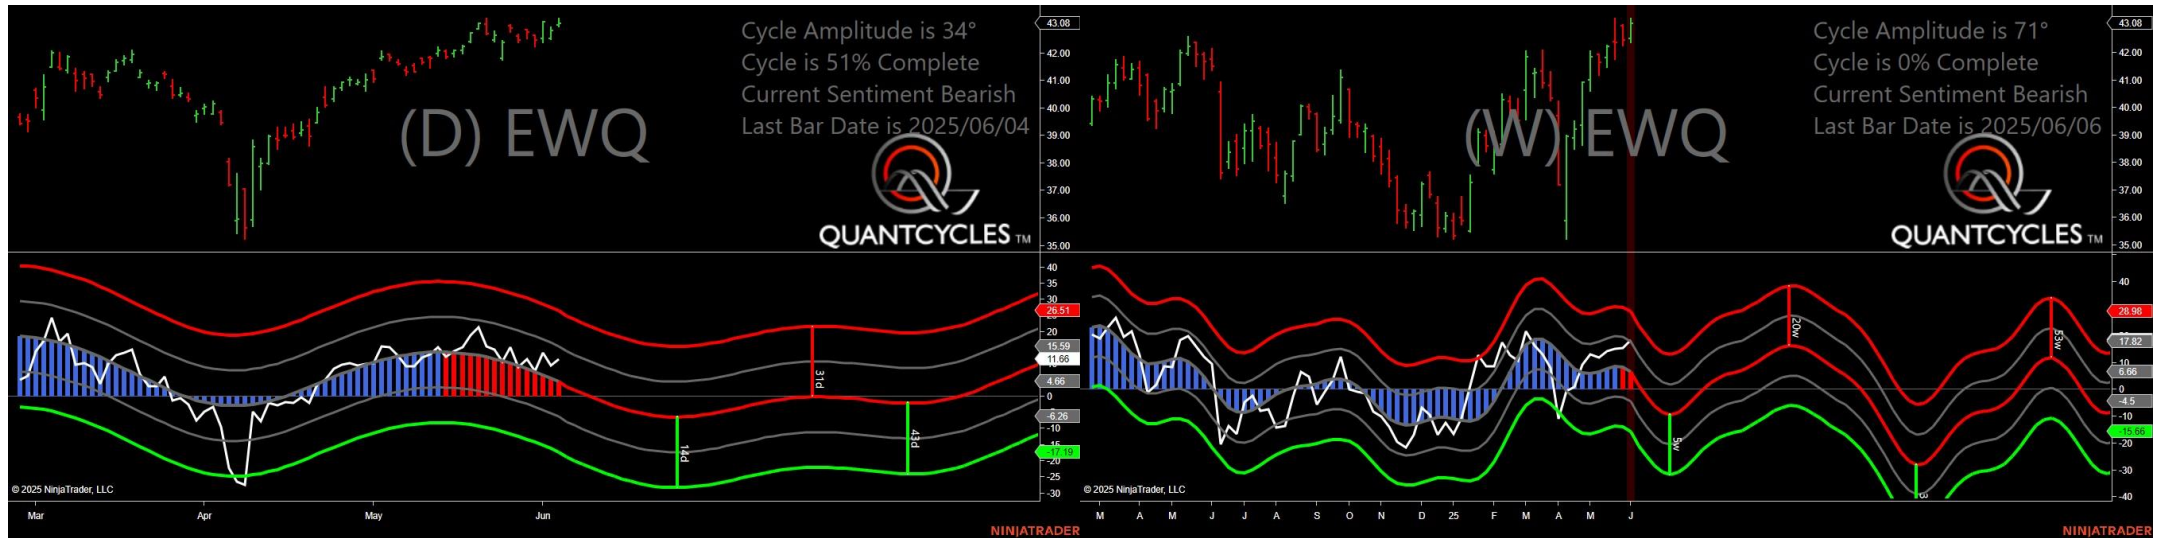 Cycle Amplitude is 34°
Cycle is 51% Complete
Current Sentiment Bearish
Last Bar Date is 2025/06/04
(D) EWQ
QUANTCYCLES TM
43.08
42.00
41.00
40.00
39.00
38.00
37.00
36.00
35.00
40
35
30
26.51
20
15.59
11.66
4.66
0
-6.26
-10
-17.19
-25
-30
14d
31d
43d
© 2025 NinjaTrader, LLC
Mar Apr May Jun
NINJATRADER
Cycle Amplitude is 71°
Cycle is 0% Complete
Current Sentiment Bearish
Last Bar Date is 2025/06/06
(W) EWQ
QUANTCYCLES TM
43.08
42.00
41.00
40.00
39.00
38.00
37.00
36.00
35.00
40
28.98
17.82
10
6.66
0
-4.5
-10
-15.66
-20
-30
-40
5w
20w
53w
© 2025 NinjaTrader, LLC
M A M J J A S O N D 25 F M A M J
NINJATRADER